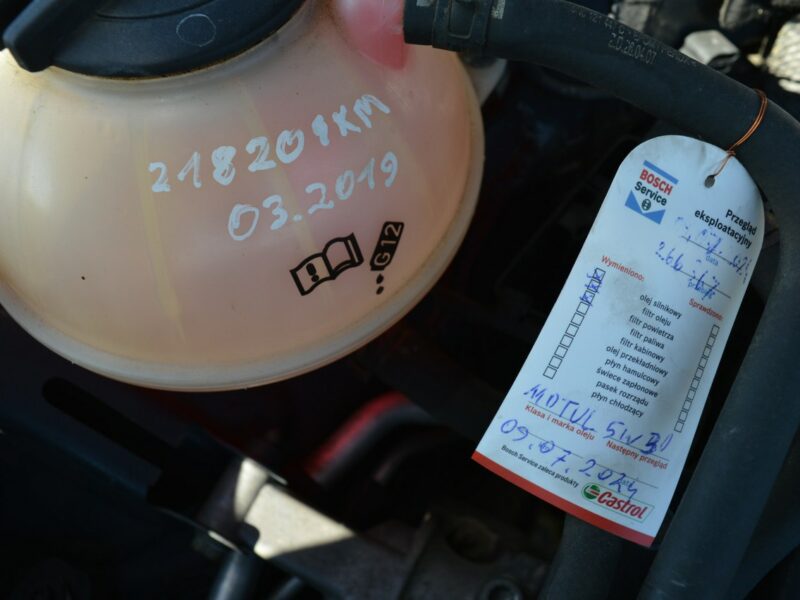 218209KM
03.2019
G12
BOSCH
Service
Przegląd
eksploatacyjny
data
Wymieniono:
Sprawdzono:
olej silnikowy
filtr oleju
filtr powietrza
filtr paliwa
filtr kabinowy
olej przekładniowy
płyn hamulcowy
świece zapłonowe
pasek rozrządu
płyn chłodzący
MOTUL 5W30
Klasa i marka oleju
Następny przegląd
09.07.2024
Bosch Service zaleca produkty
Castrol